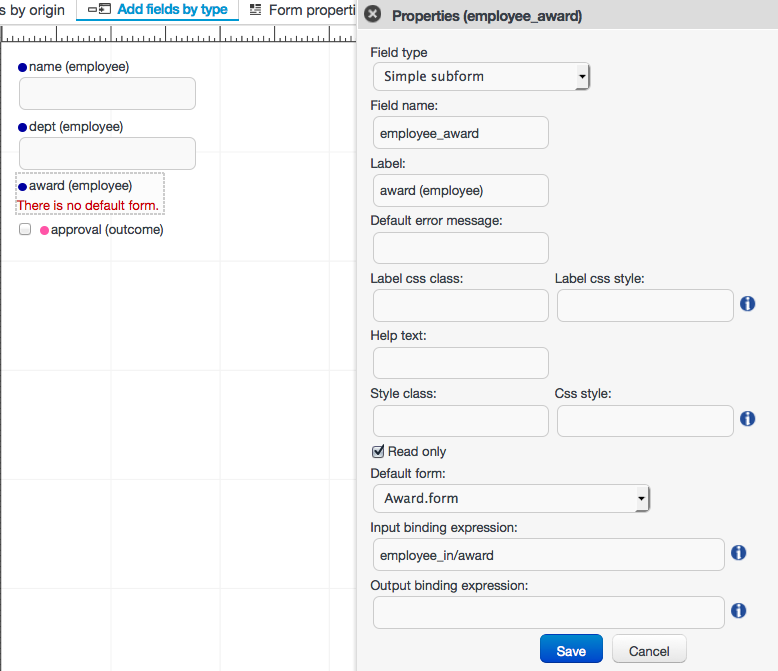 s by origin
Add fields by type
Form properti
name (employee)
dept (employee)
award (employee)
There is no default form.
approval (outcome)
Properties (employee_award)
Field type
Simple subform
Field name:
employee_award
Label:
award (employee)
Default error message:
Label css class:
Label css style:
Help text:
Style class:
Css style:
Read only
Default form:
Award.form
Input binding expression:
employee_in/award
Output binding expression:
Save
Cancel